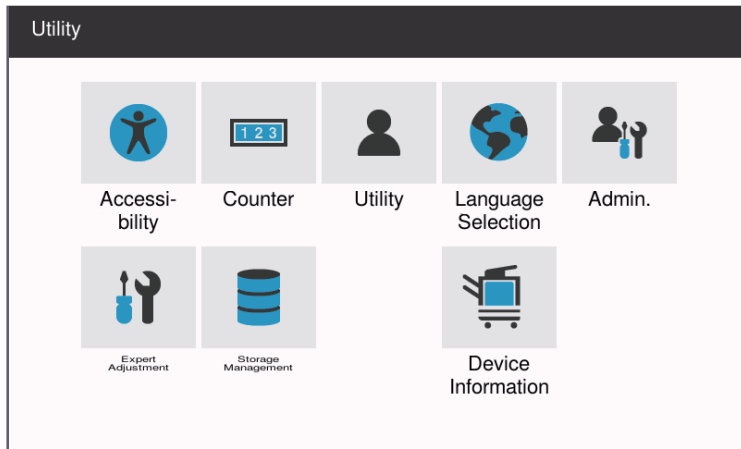 Utility
1 2 3
Accessi-
bility
Counter
Utility
Language
Selection
Admin.
Expert
Adjustment
Storage
Management
Device
Information